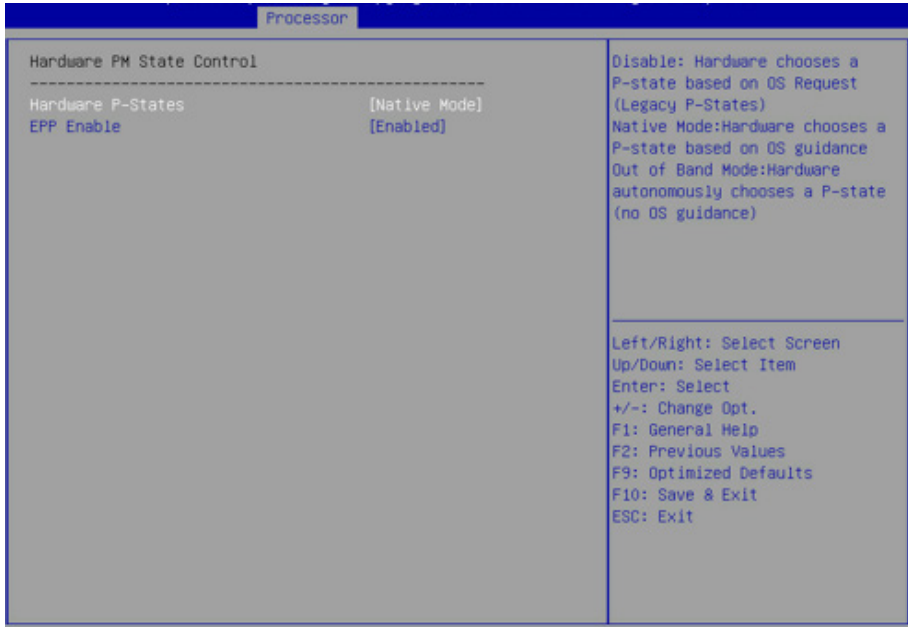 Processor
Hardware PM State Control
--------------------------------------------------
Hardware P-States [Native Mode]
EPP Enable [Enabled]
Disable: Hardware chooses a
P-state based on OS Request
(Legacy P-States)
Native Mode:Hardware chooses a
P-state based on OS guidance
Out of Band Mode:Hardware
autonomously chooses a P-state
(no OS guidance)
Left/Right: Select Screen
Up/Down: Select Item
Enter: Select
+/-: Change Opt.
F1: General Help
F2: Previous Values
F9: Optimized Defaults
F10: Save & Exit
ESC: Exit